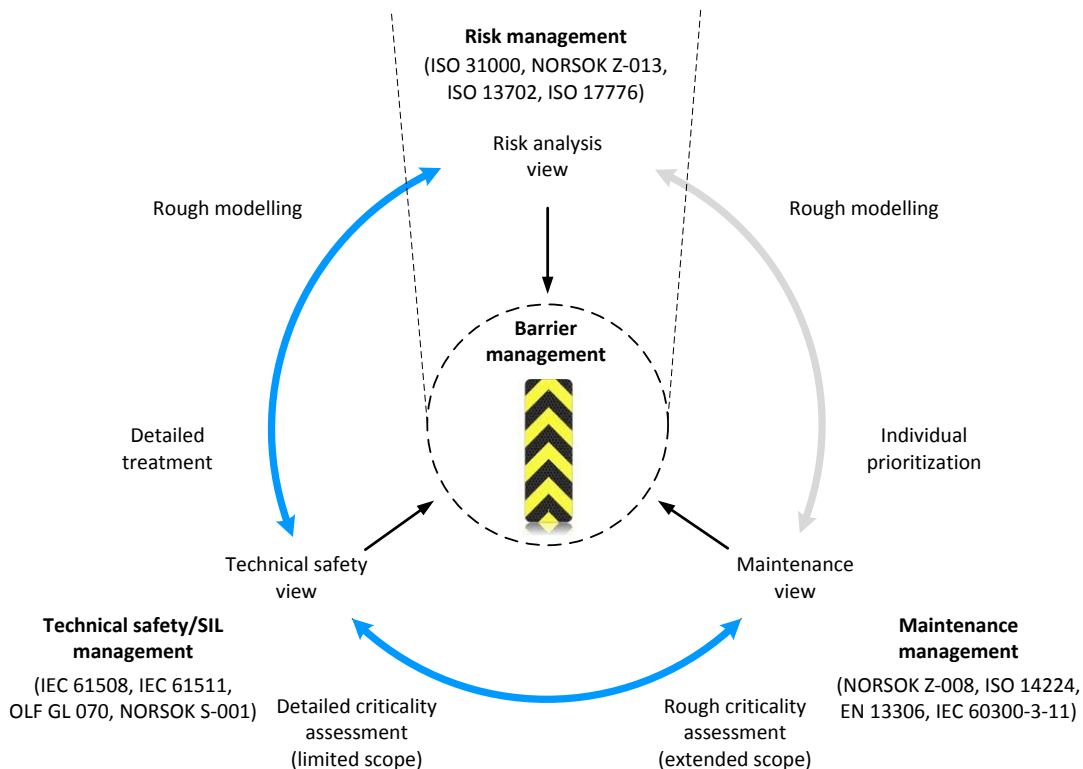 Risk management
(ISO 31000, NORSOK Z-013,
ISO 13702, ISO 17776)
Risk analysis
view
Rough modelling
Rough modelling
Barrier
management
Detailed
treatment
Individual
prioritization
Technical safety
view
Maintenance
view
Technical safety/SIL
management
(IEC 61508, IEC 61511,
OLF GL 070, NORSOK S-001)
Maintenance
management
(NORSOK Z-008, ISO 14224,
EN 13306, IEC 60300-3-11)
Detailed criticality
assessment
(limited scope)
Rough criticality
assessment
(extended scope)